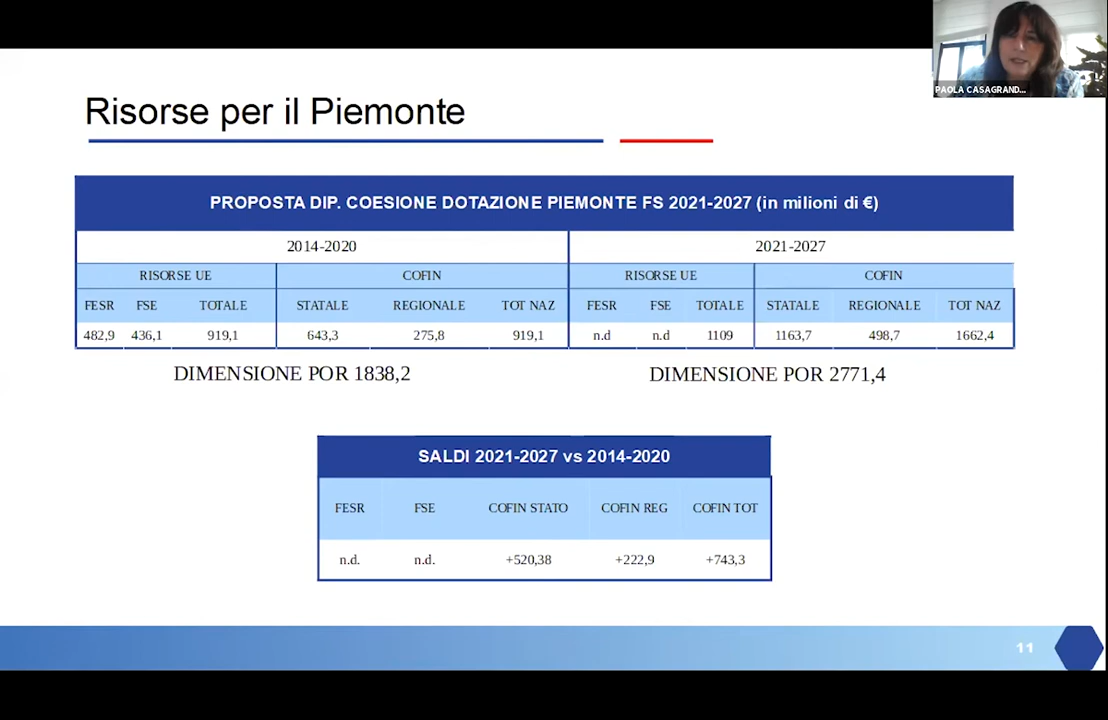 PAOLA CASAGRAND...
Risorse per il Piemonte
PROPOSTA DIP. COESIONE DOTAZIONE PIEMONTE FS 2021-2027 (in milioni di €)
2014-2020 2021-2027
RISORSE UE COFIN RISORSE UE COFIN
FESR FSE TOTALE STATALE REGIONALE TOT NAZ FESR FSE TOTALE STATALE REGIONALE TOT NAZ
482,9 436,1 919,1 643,3 275,8 919,1 n.d n.d 1109 1163,7 498,7 1662,4
DIMENSIONE POR 1838,2 DIMENSIONE POR 2771,4
SALDI 2021-2027 vs 2014-2020
FESR FSE COFIN STATO COFIN REG COFIN TOT
n.d. n.d. +520,38 +222,9 +743,3
11